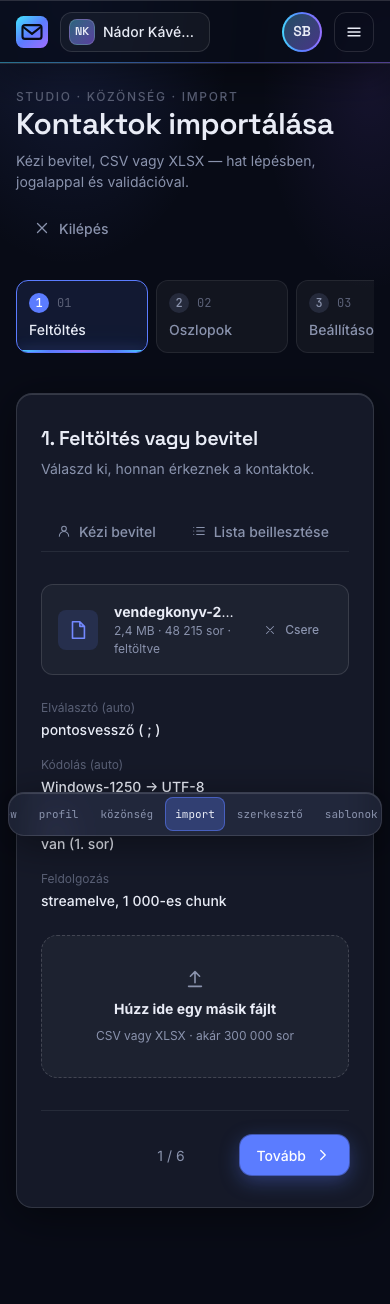 NK Nádor Kávé...
SB
STUDIO · KÖZÖNSÉG · IMPORT
Kontaktok importálása
Kézi bevitel, CSV vagy XLSX — hat lépésben,
jogalappal és validációval.
Kilépés
1 01
Feltöltés
2 02
Oszlopok
3 03
Beállításo
1. Feltöltés vagy bevitel
Válaszd ki, honnan érkeznek a kontaktok.
Kézi bevitel
Lista beillesztése
vendegkonyv-2...
2,4 MB · 48 215 sor ·
feltöltve
Csere
Elválasztó (auto)
pontosvessző ( ; )
Kódolás (auto)
Windows-1250 → UTF-8
w profil közönség import szerkesztő sablonok
van (1. sor)
Feldolgozás
streamelve, 1 000-es chunk
Húzz ide egy másik fájlt
CSV vagy XLSX · akár 300 000 sor
1 / 6
Tovább